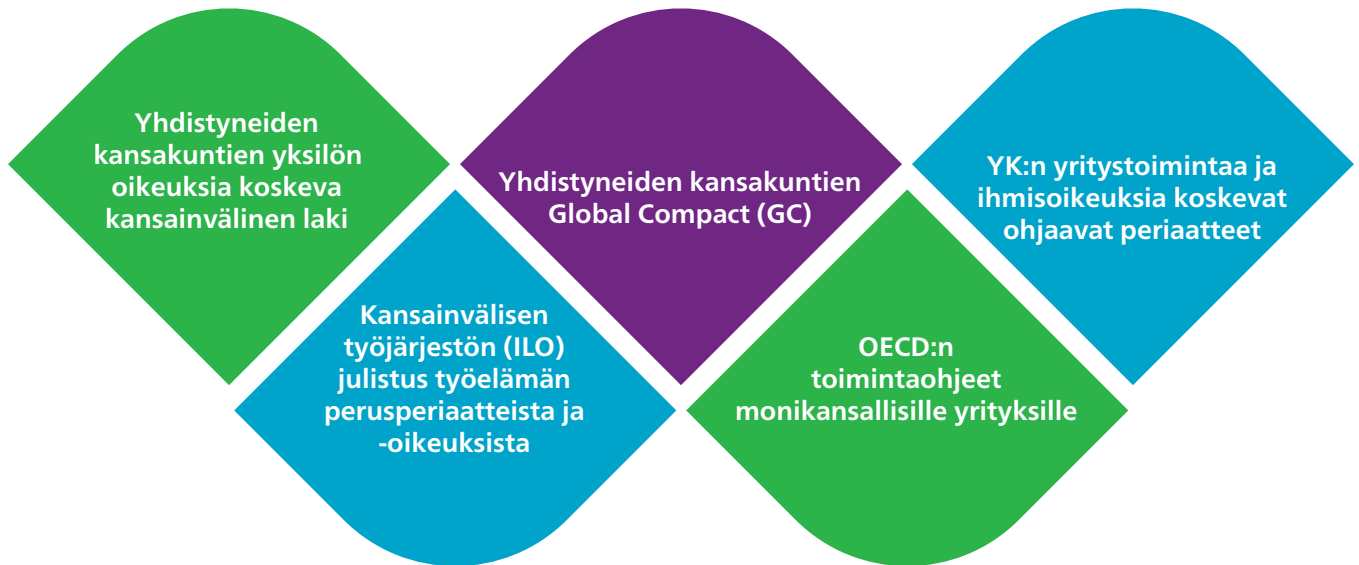 Yhdistyneiden
kansakuntien yksilön
oikeuksia koskeva
kansainvälinen laki
Kansainvälisen
työjärjestön (ILO)
julistus työelämän
perusperiaatteista ja
-oikeuksista
Yhdistyneiden kansakuntien
Global Compact (GC)
OECD:n
toimintaohjeet
monikansallisille yrityksille
YK:n yritystoimintaa ja
ihmisoikeuksia koskevat
ohjaavat periaatteet